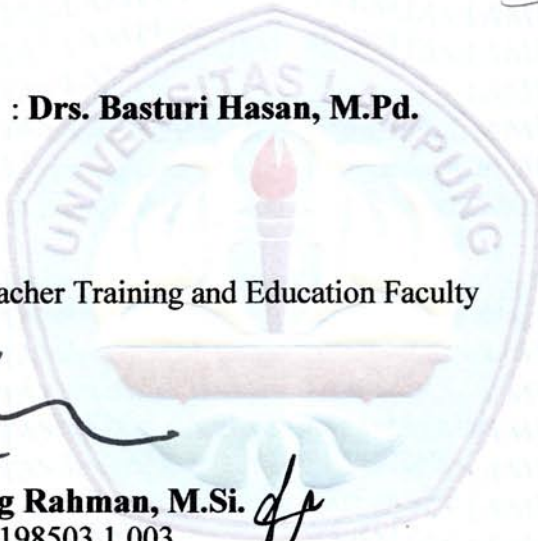 UNIVERSITAS LAMPUNG
: Drs. Basturi Hasan, M.Pd.
acher Training and Education Faculty
g Rahman, M.Si.
198503 1 003